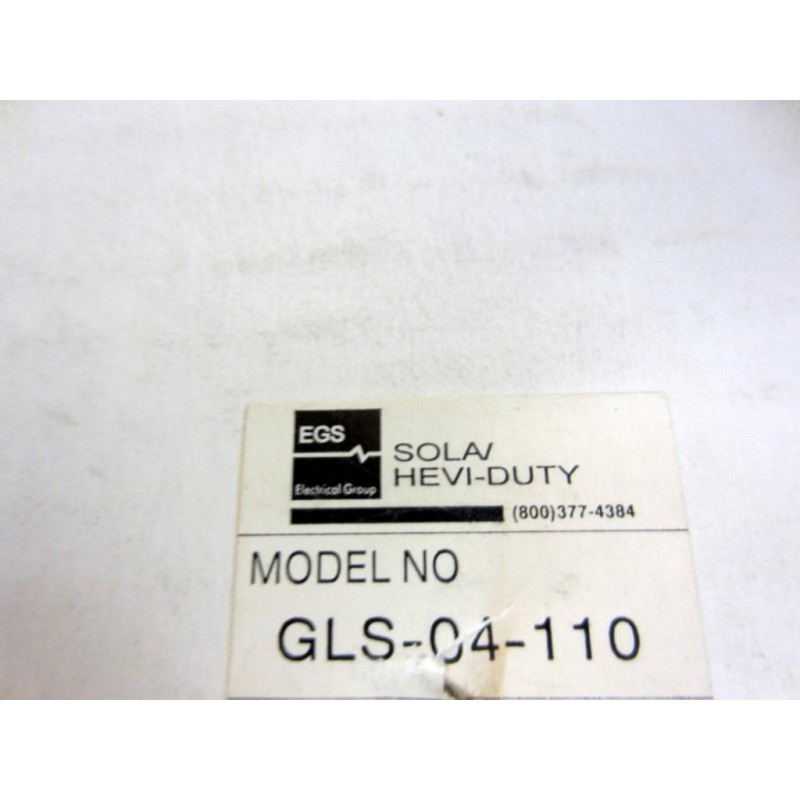 EGS
Electrical Group
SOLA/
HEVI-DUTY
(800)377-4384
MODEL NO
GLS-04-110